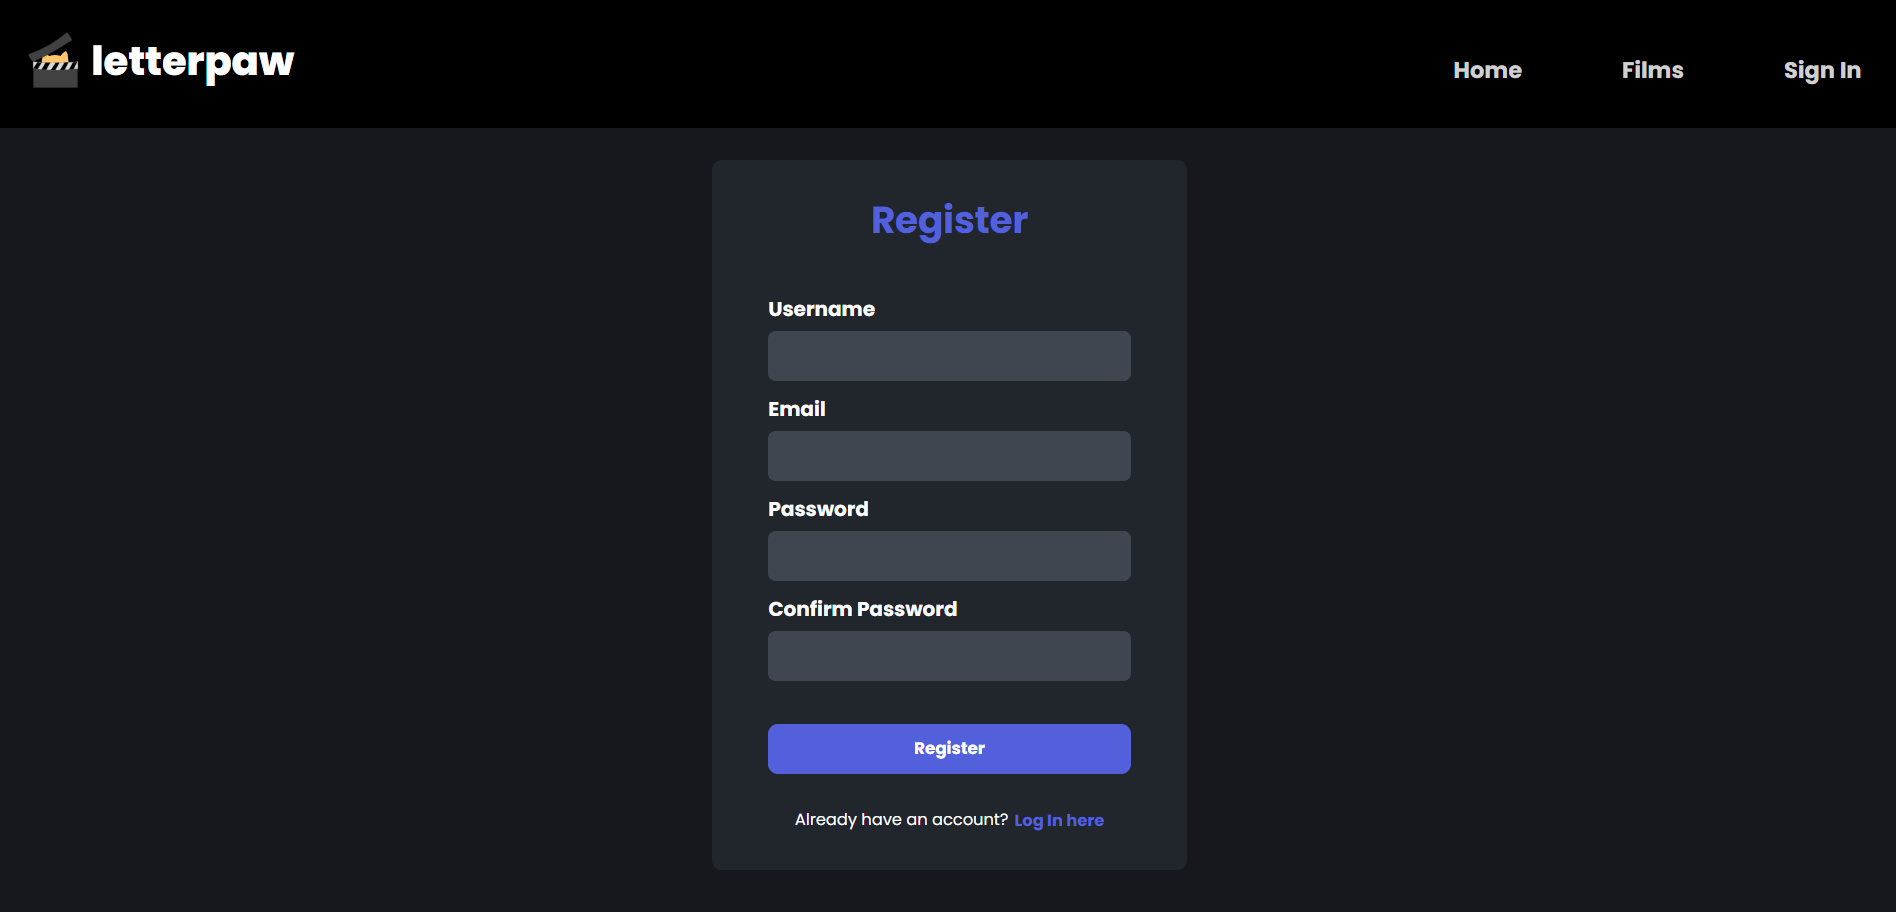 letterpaw
Home Films Sign In
Register
Username
Email
Password
Confirm Password
Register
Already have an account? Log In here